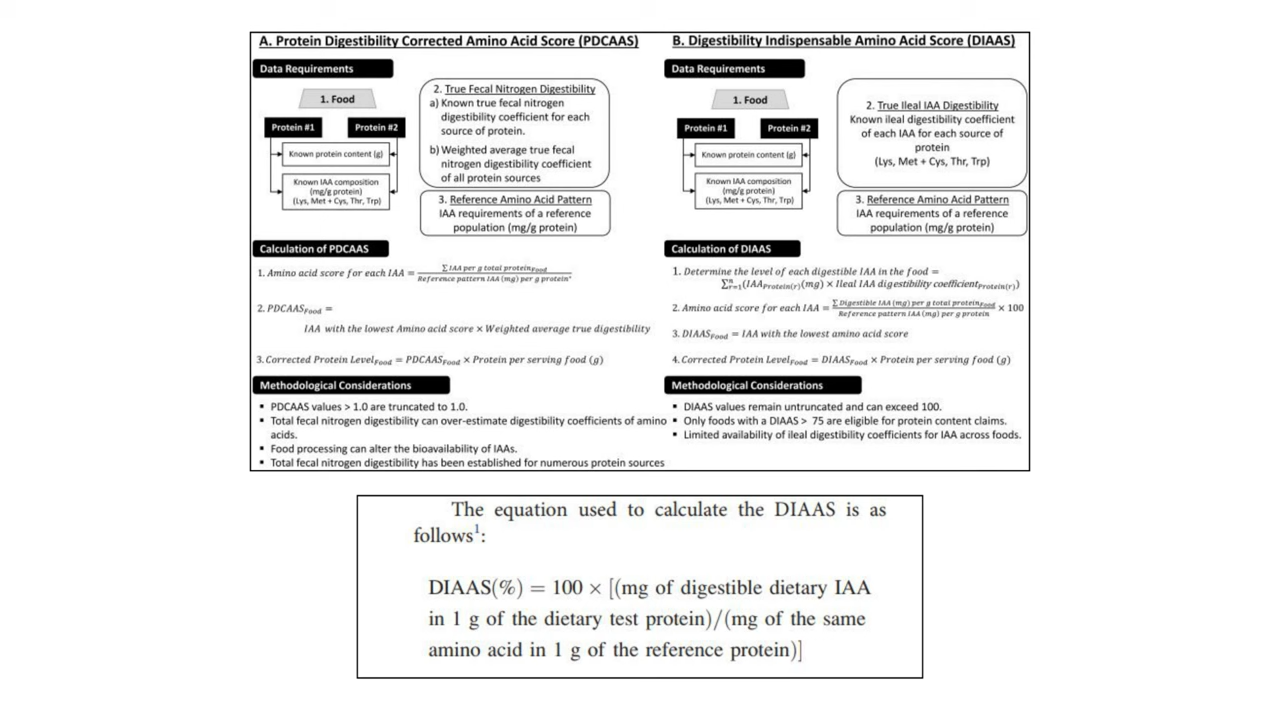 A. Protein Digestibility Corrected Amino Acid Score (PDCAAS)
Data Requirements
1. Food
Protein #1 Protein #2
Known protein content (g)
Known IAA composition
(mg/g protein)
(Lys, Met + Cys, Thr, Trp)
2. True Fecal Nitrogen Digestibility
a) Known true fecal nitrogen
digestibility coefficient for each
source of protein.
b) Weighted average true fecal
nitrogen digestibility coefficient
of all protein sources
3. Reference Amino Acid Pattern
IAA requirements of a reference
population (mg/g protein)
Calculation of PDCAAS
1. Amino acid score for each IAA = ∑ IAA per g total protein_Food / Reference pattern IAA (mg) per g protein*
2. PDCAAS_Food =
IAA with the lowest Amino acid score × Weighted average true digestibility
3. Corrected Protein Level_Food = PDCAAS_Food × Protein per serving food (g)
Methodological Considerations
▪ PDCAAS values > 1.0 are truncated to 1.0.
▪ Total fecal nitrogen digestibility can over-estimate digestibility coefficients of amino
acids.
▪ Food processing can alter the bioavailability of IAAs.
▪ Total fecal nitrogen digestibility has been established for numerous protein sources
B. Digestibility Indispensable Amino Acid Score (DIAAS)
Data Requirements
1. Food
Protein #1 Protein #2
Known protein content (g)
Known IAA composition
(mg/g protein)
(Lys, Met + Cys, Thr, Trp)
2. True Ileal IAA Digestibility
Known ileal digestibility coefficient
of each IAA for each source of
protein
(Lys, Met + Cys, Thr, Trp)
3. Reference Amino Acid Pattern
IAA requirements of a reference
population (mg/g protein)
Calculation of DIAAS
1. Determine the level of each digestible IAA in the food =
∑ⁿ_r=1(IAA_Protein(r)(mg) × Ileal IAA digestibility coefficient_Protein(r))
2. Amino acid score for each IAA = ∑ Digestible IAA (mg) per g total protein_Food / Reference pattern IAA (mg) per g protein × 100
3. DIAAS_Food = IAA with the lowest amino acid score
4. Corrected Protein Level_Food = DIAAS_Food × Protein per serving food (g)
Methodological Considerations
▪ DIAAS values remain untruncated and can exceed 100.
▪ Only foods with a DIAAS > 75 are eligible for protein content claims.
▪ Limited availability of ileal digestibility coefficients for IAA across foods.
The equation used to calculate the DIAAS is as
follows¹:
DIAAS(%) = 100 × [(mg of digestible dietary IAA
in 1 g of the dietary test protein)/(mg of the same
amino acid in 1 g of the reference protein)]